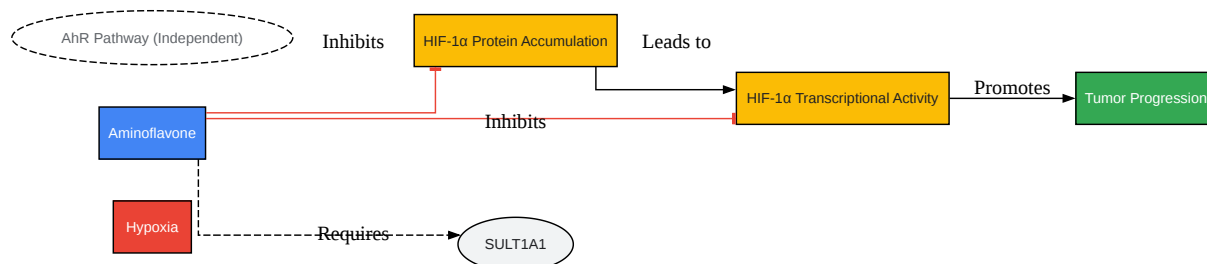 AhR Pathway (Independent)
Inhibits
HIF-1α Protein Accumulation
Leads to
Aminoflavone
Inhibits
HIF-1α Transcriptional Activity
Promotes
Tumor Progression
Hypoxia
Requires
SULT1A1